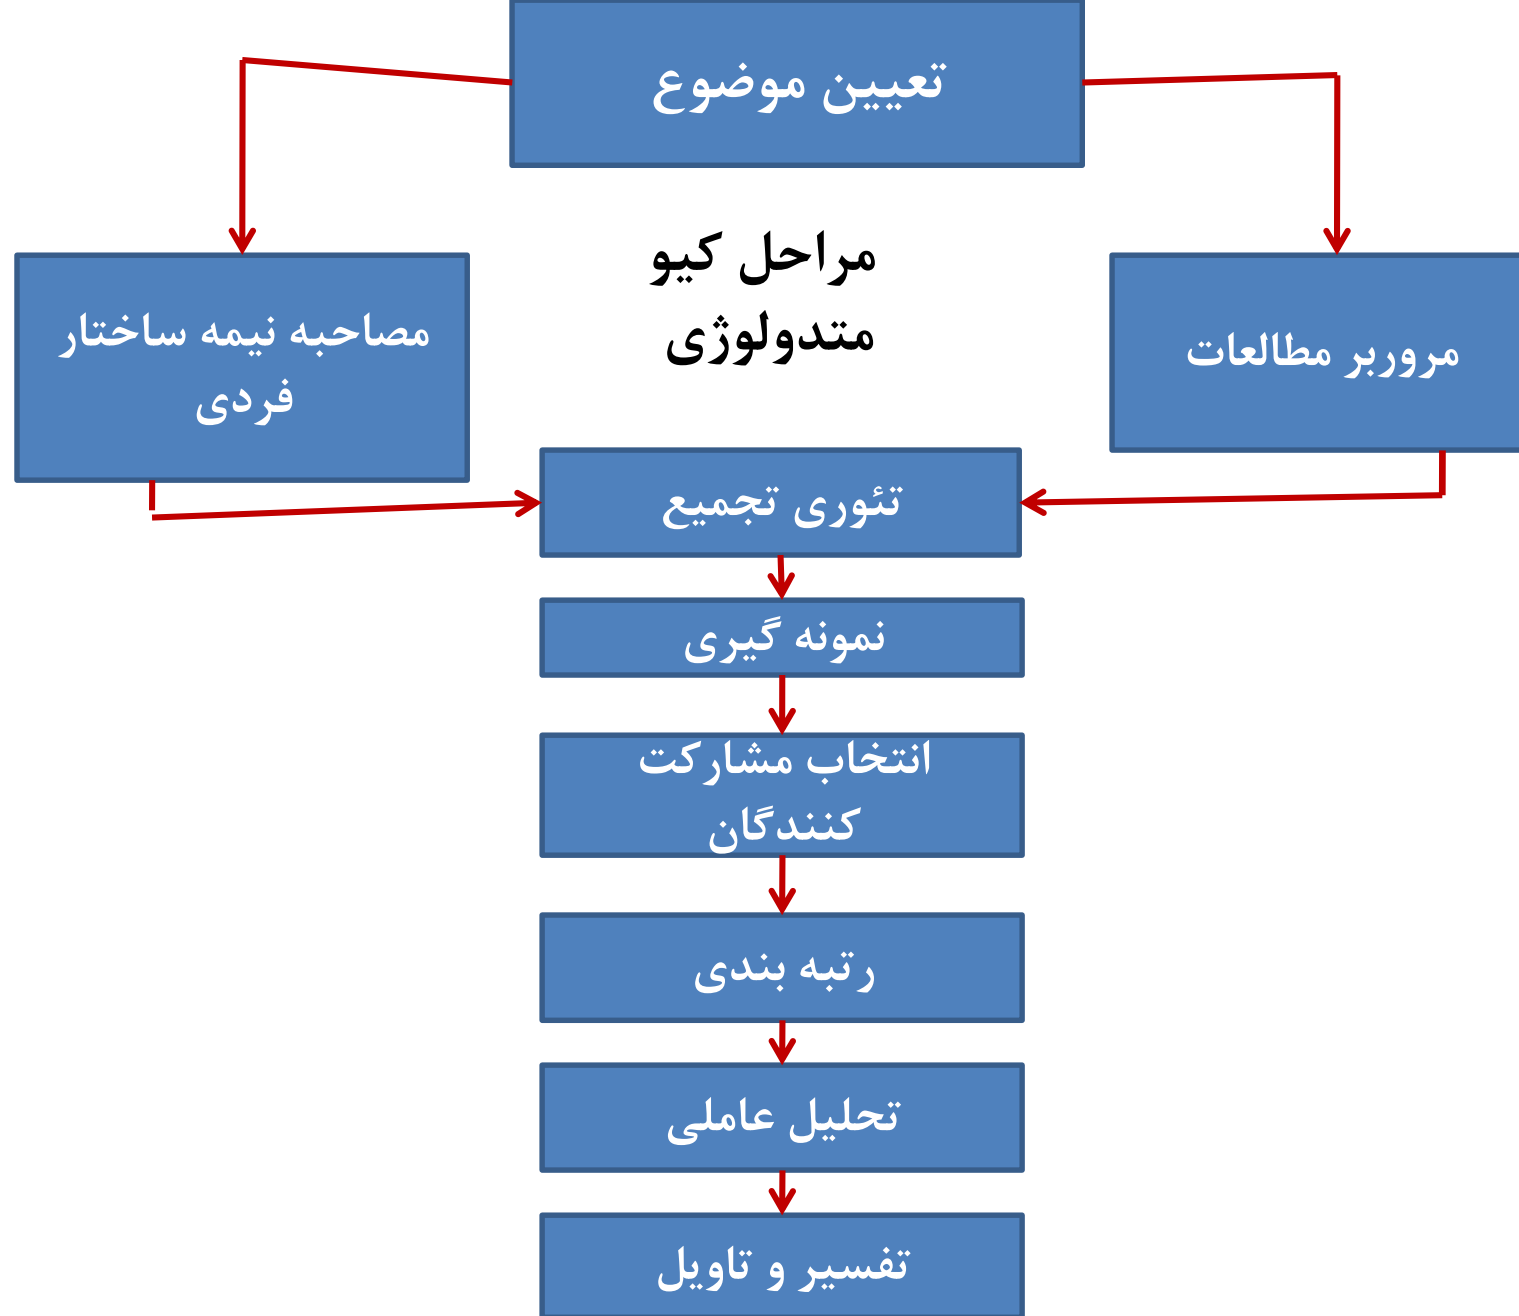 تعیین موضوع
مراحل کیو
متدولوژی
مروربر مطالعات
مصاحبه نیمه ساختار
فردی
تئوری تجمیع
نمونه گیری
انتخاب مشارکت
کنندگان
رتبه بندی
تحلیل عاملی
تفسیر و تاویل